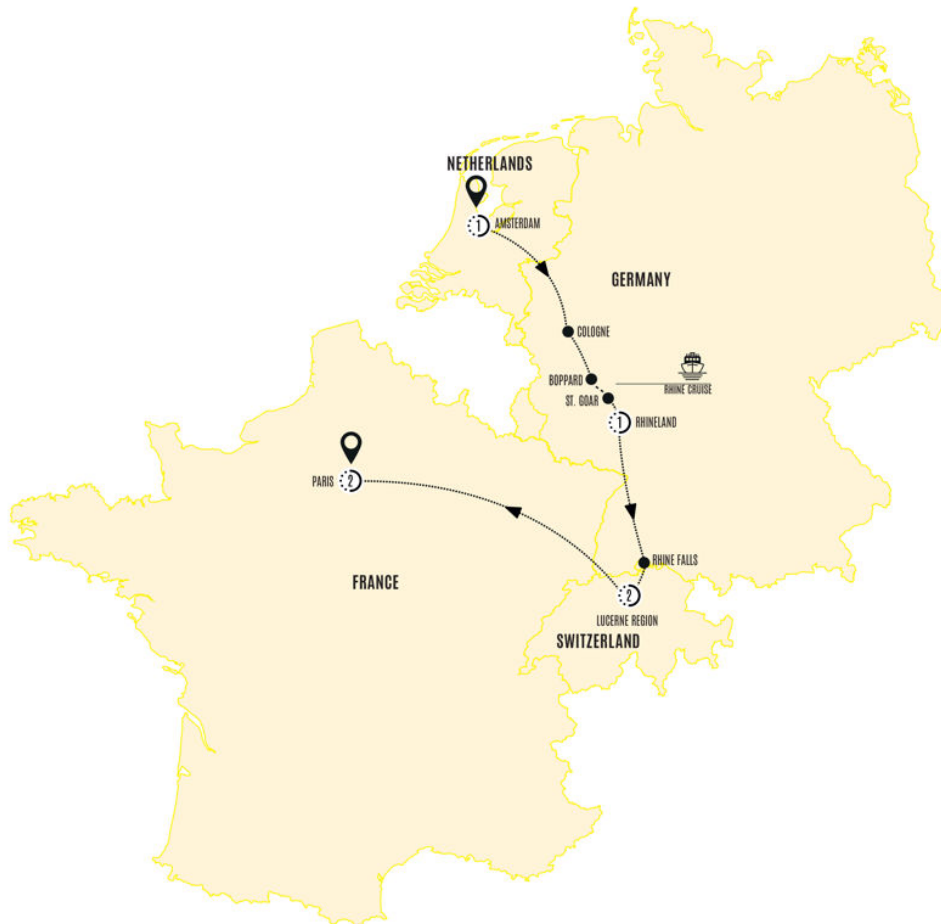 NETHERLANDS
1
AMSTERDAM
GERMANY
COLOGNE
BOPPARD
RHINE CRUISE
ST. GOAR
1
RHINELAND
PARIS
2
RHINE FALLS
FRANCE
2
LUCERNE REGION
SWITZERLAND